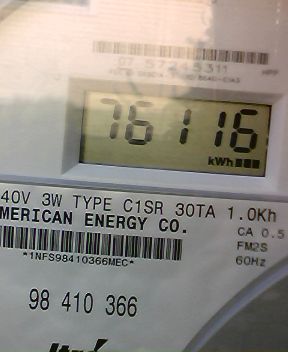 76116
kWh
40V 3W TYPE C1SR 30TA 1.0Kh
MERICAN ENERGY CO.
CA 0.5
FM2S
*1NFS98410366MEC*
60Hz
98 410 366